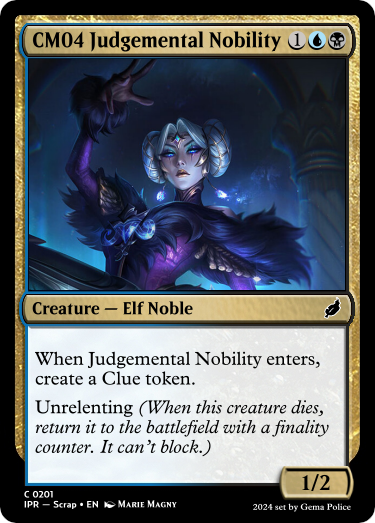 CM04 Judgemental Nobility 1
Creature — Elf Noble
When Judgemental Nobility enters,
create a Clue token.
Unrelenting (When this creature dies,
return it to the battlefield with a finality
counter. It can't block.)
1/2
C 0201
IPR — Scrap • EN Marie Magny
2024 set by Gema Police